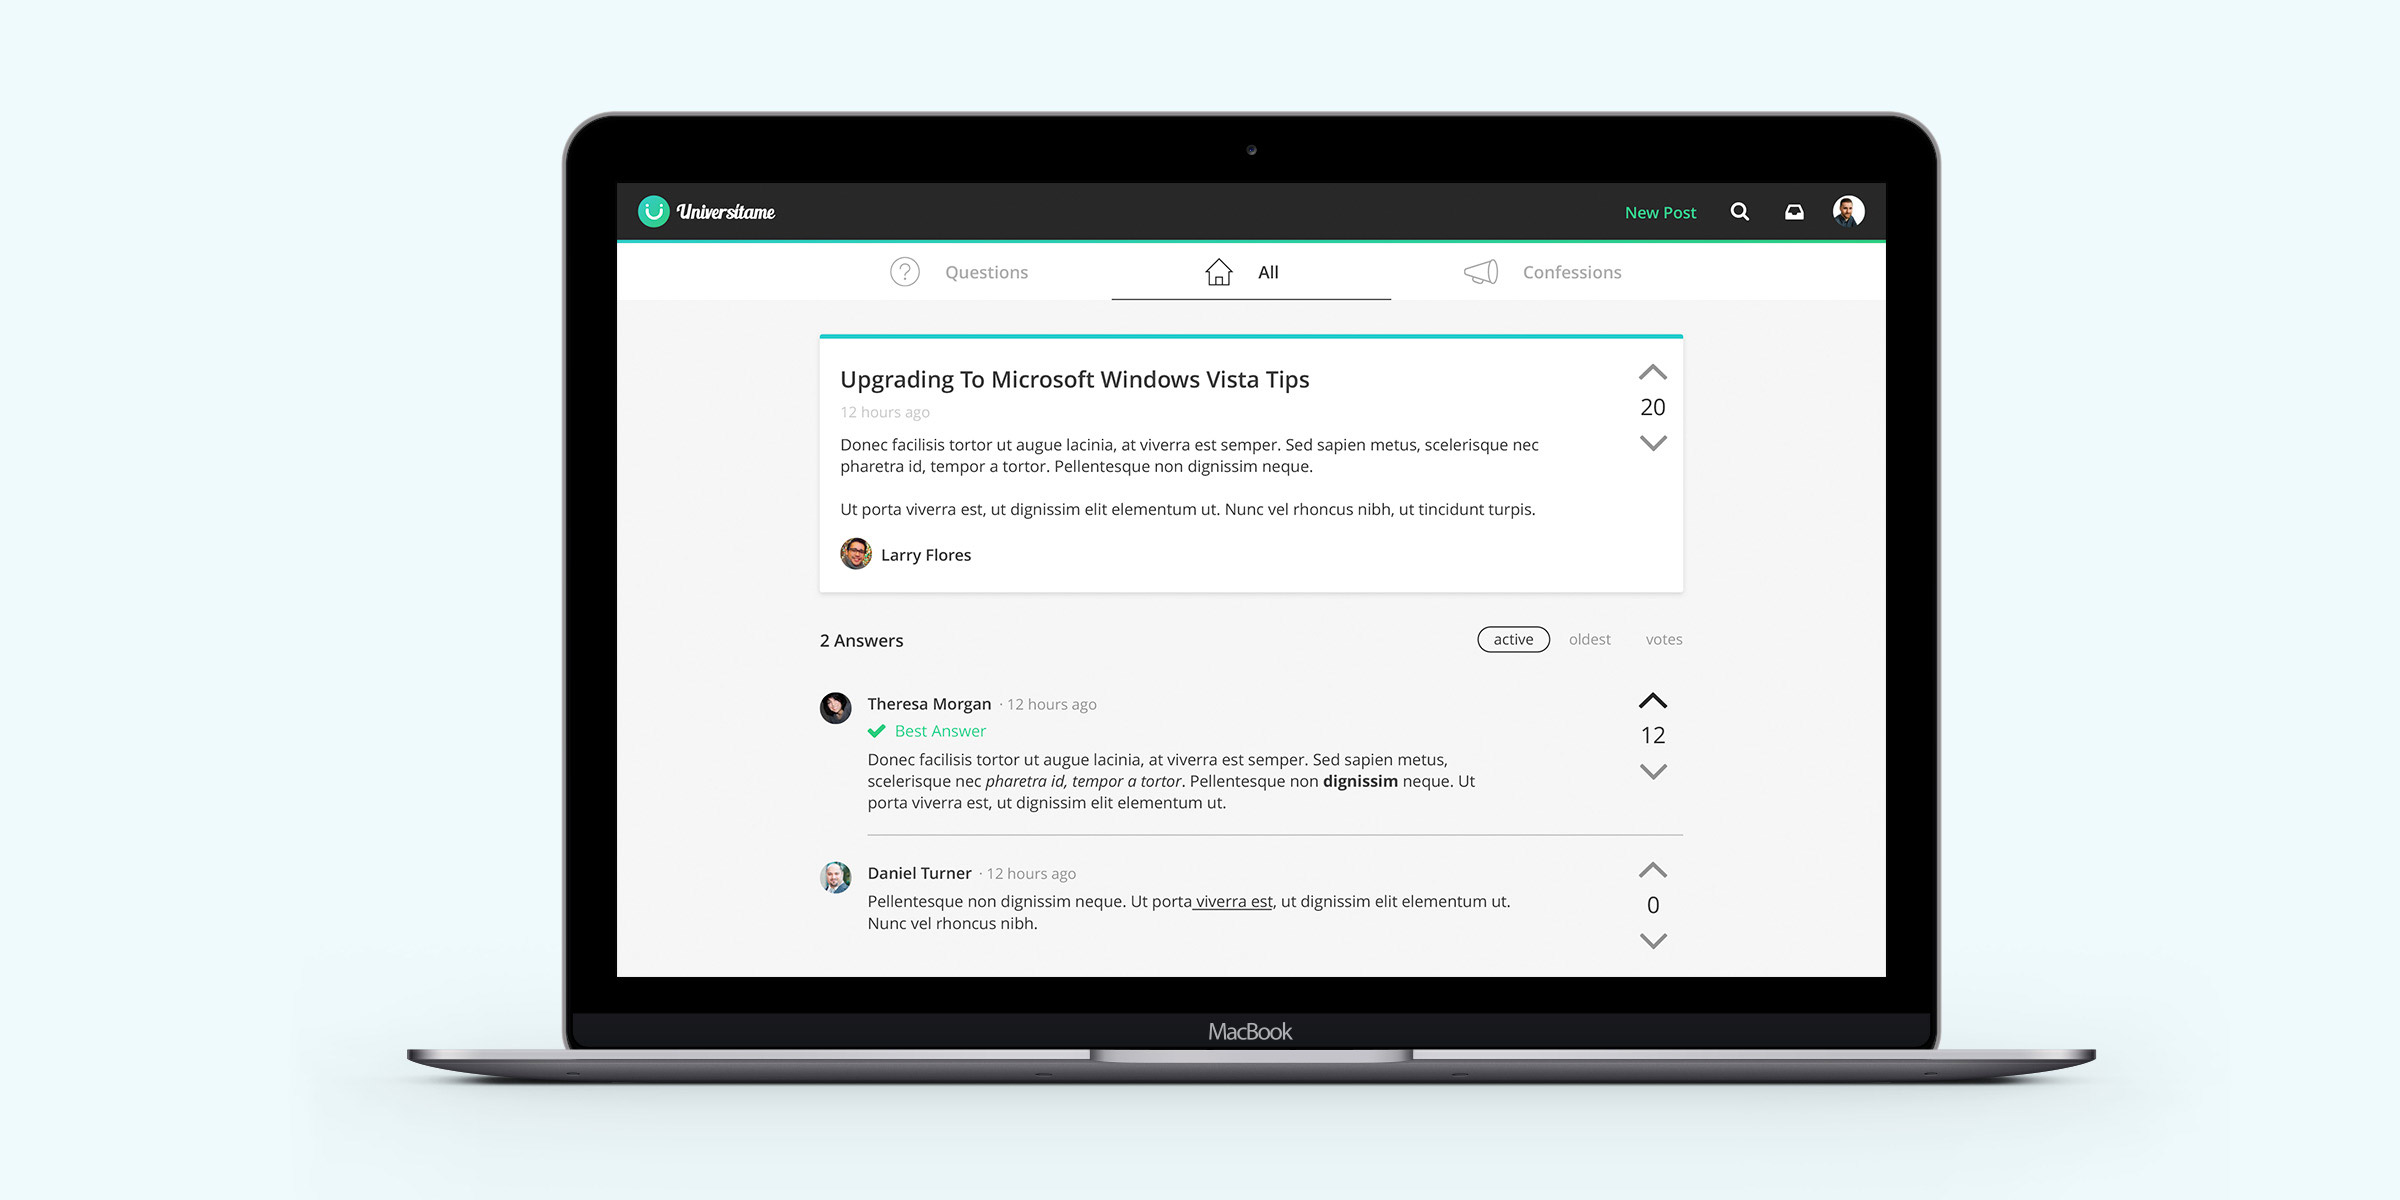 Universitame
New Post
Questions
All
Confessions
Upgrading To Microsoft Windows Vista Tips
12 hours ago
Donec facilisis tortor ut augue lacinia, at viverra est semper. Sed sapien metus, scelerisque nec
pharetra id, tempor a tortor. Pellentesque non dignissim neque.
Ut porta viverra est, ut dignissim elit elementum ut. Nunc vel rhoncus nibh, ut tincidunt turpis.
Larry Flores
20
2 Answers
active
oldest
votes
Theresa Morgan · 12 hours ago
Best Answer
Donec facilisis tortor ut augue lacinia, at viverra est semper. Sed sapien metus,
scelerisque nec pharetra id, tempor a tortor. Pellentesque non dignissim neque. Ut
porta viverra est, ut dignissim elit elementum ut.
12
Daniel Turner · 12 hours ago
Pellentesque non dignissim neque. Ut porta viverra est, ut dignissim elit elementum ut.
Nunc vel rhoncus nibh.
0
MacBook